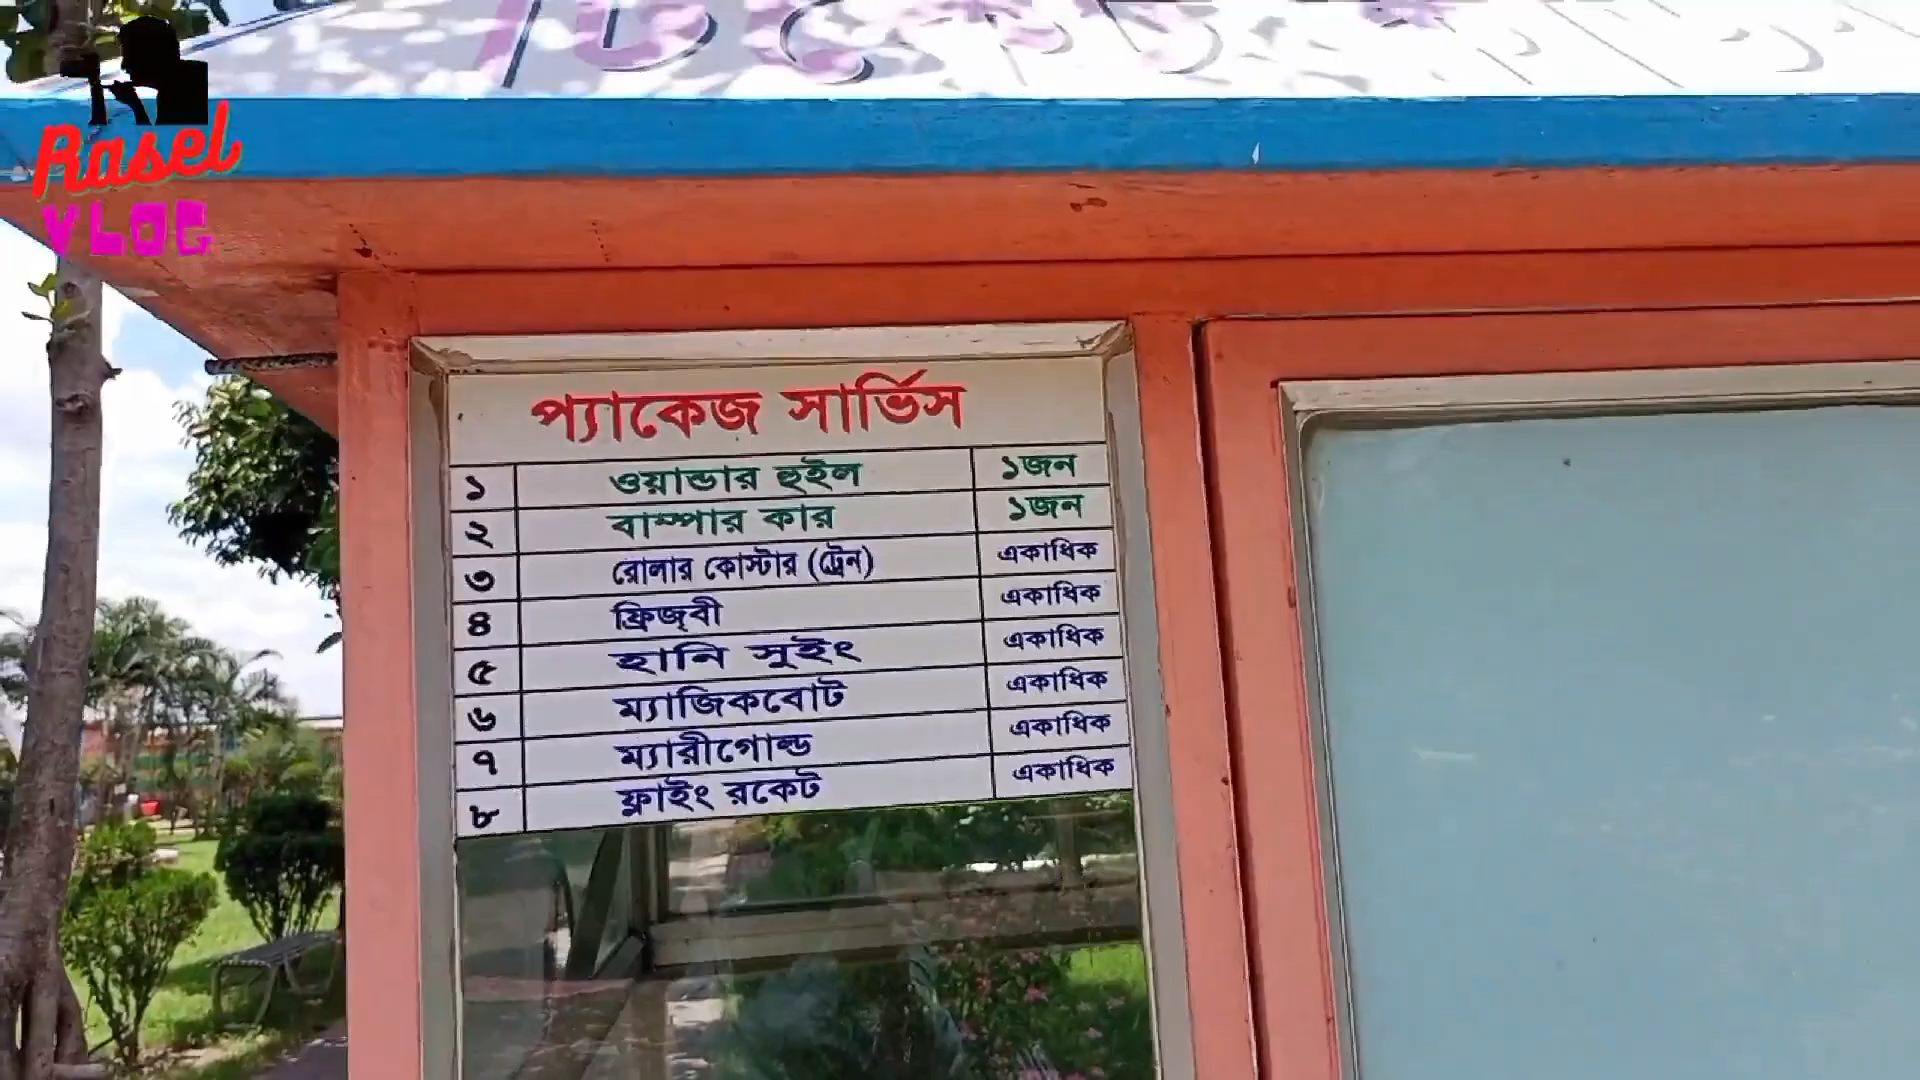 Rasel
VLOG
প্যাকেজ সার্ভিস
১ ওয়ান্ডার হুইল ১জন
২ বাম্পার কার ১জন
৩ রোলার কোস্টার (ট্রেন) একাধিক
৪ ফ্রিজ্‌বী একাধিক
৫ হানি সুইং একাধিক
৬ ম্যাজিকবোট একাধিক
৭ ম্যারীগোল্ড একাধিক
৮ ফ্লাইং রকেট একাধিক